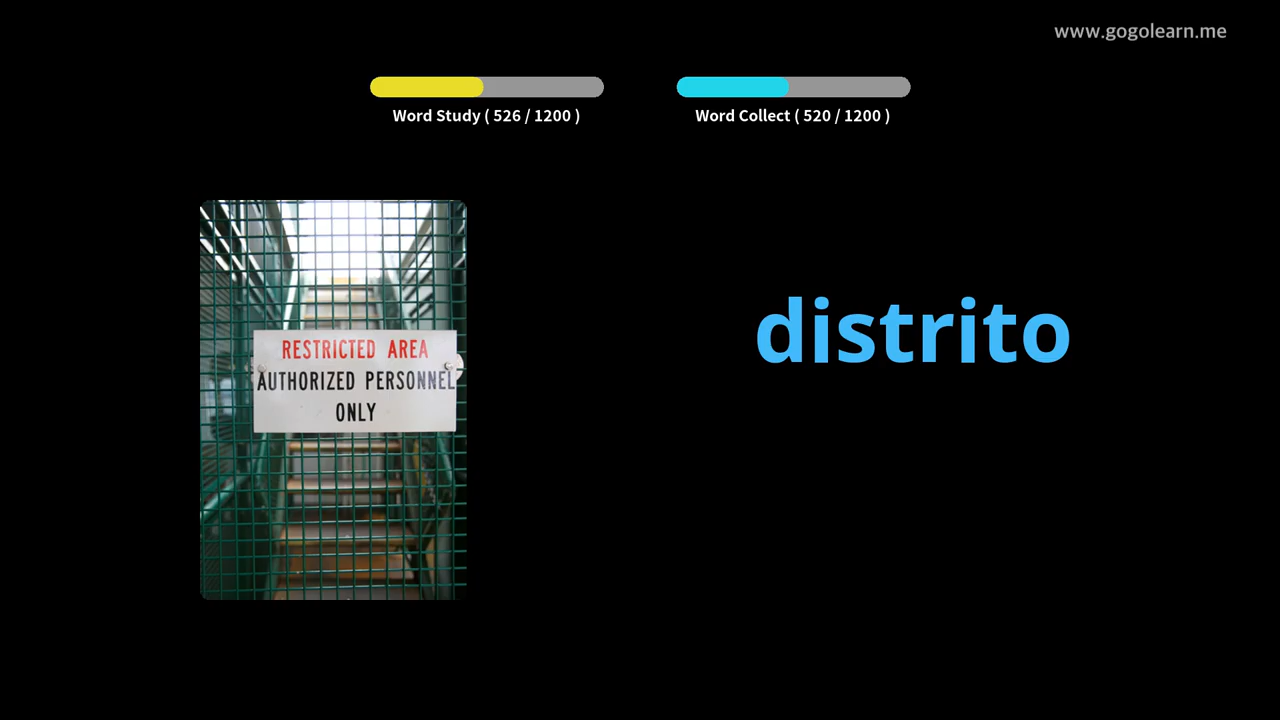 www.gogolearn.me
Word Study ( 526 / 1200 )
Word Collect ( 520 / 1200 )
RESTRICTED AREA
AUTHORIZED PERSONNEL
ONLY
distrito